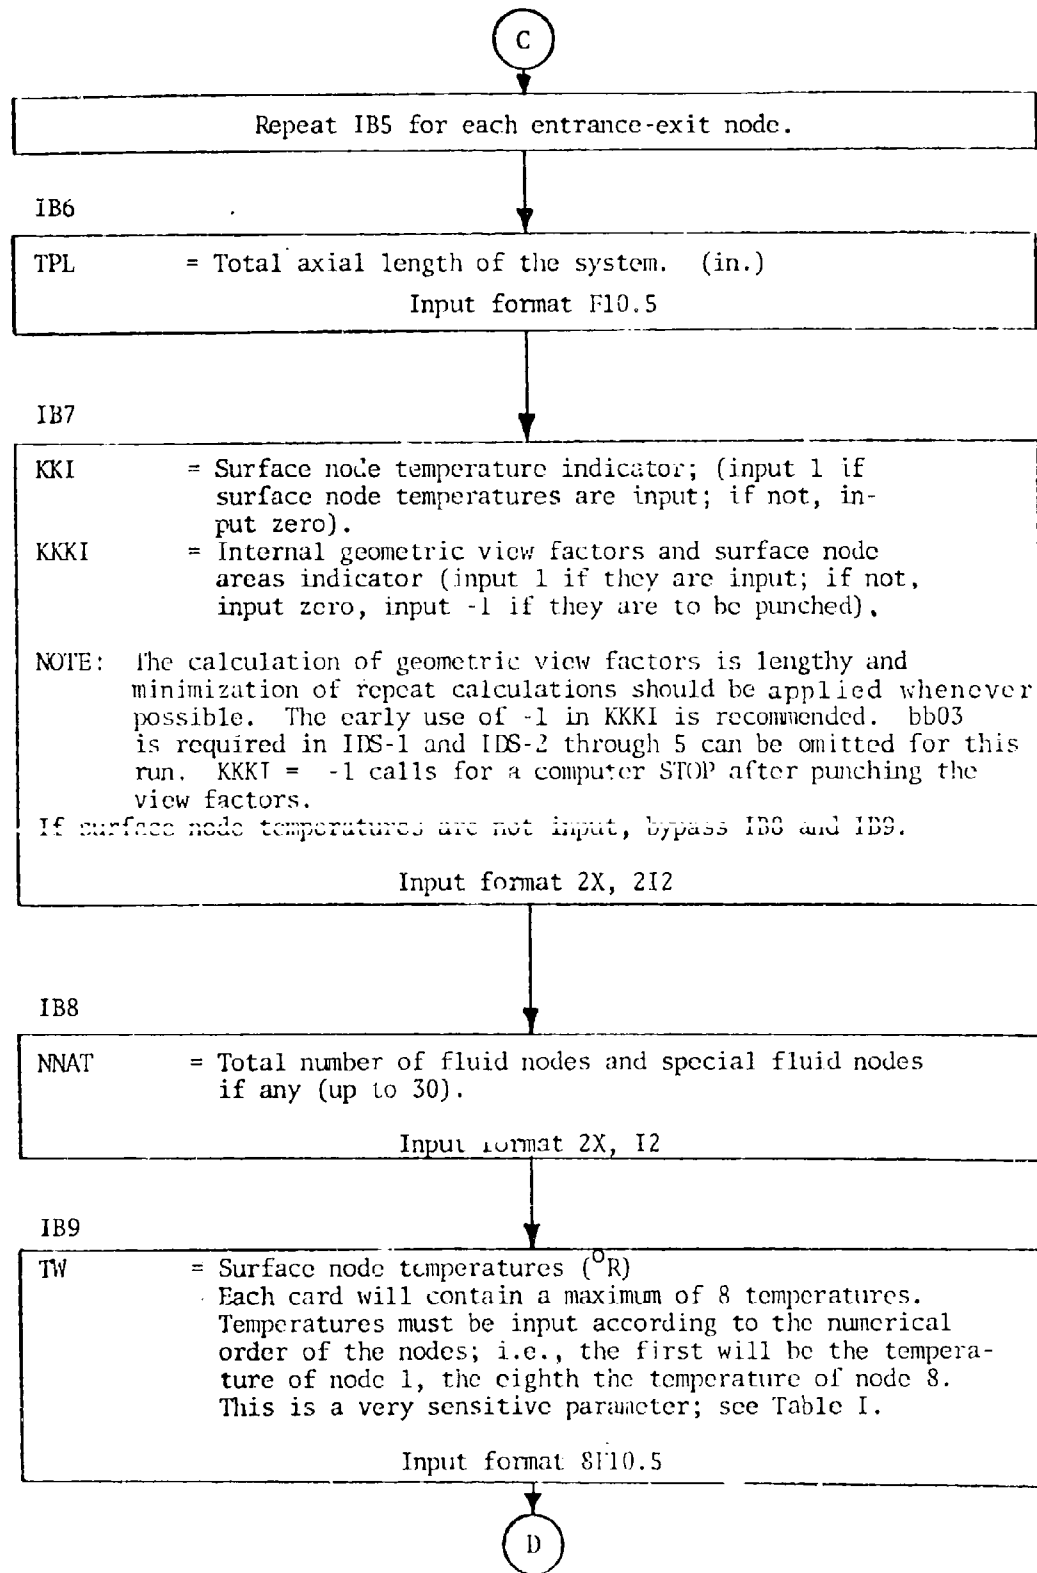 C
Repeat IB5 for each entrance-exit node.
IB6
TPL = Total axial length of the system. (in.)
Input format F10.5
IB7
KKI = Surface node temperature indicator; (input 1 if
surface node temperatures are input; if not, in-
put zero).
KKKI = Internal geometric view factors and surface node
areas indicator (input 1 if they are input; if not,
input zero, input -1 if they are to be punched).
NOTE: The calculation of geometric view factors is lengthy and
minimization of repeat calculations should be applied whenever
possible. The early use of -1 in KKKI is recommended. bb03
is required in IDS-1 and IDS-2 through 5 can be omitted for this
run. KKKI = -1 calls for a computer STOP after punching the
view factors.
If surface node temperatures are not input, bypass IB8 and IB9.
Input format 2X, 2I2
IB8
NNAT = Total number of fluid nodes and special fluid nodes
if any (up to 30).
Input format 2X, I2
IB9
TW = Surface node temperatures (°R)
Each card will contain a maximum of 8 temperatures.
Temperatures must be input according to the numerical
order of the nodes; i.e., the first will be the tempera-
ture of node 1, the eighth the temperature of node 8.
This is a very sensitive parameter; see Table I.
Input format 8F10.5
D